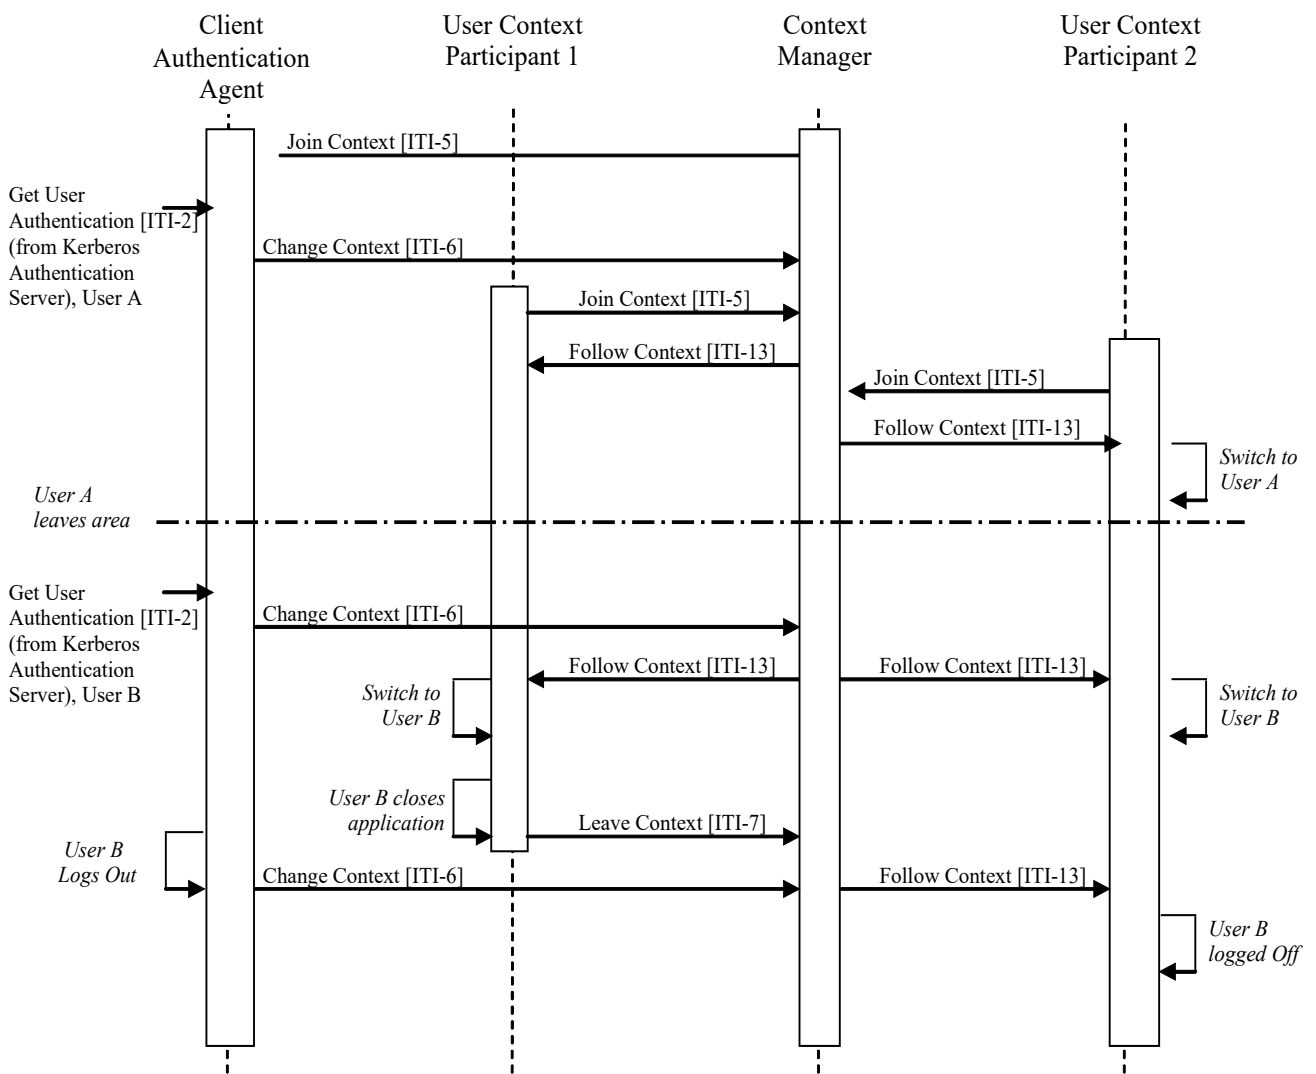 Client
Authentication
Agent
User Context
Participant 1
Context
Manager
User Context
Participant 2
Join Context [ITI-5]
Get User
Authentication [ITI-2]
(from Kerberos
Authentication
Server), User A
Change Context [ITI-6]
Join Context [ITI-5]
Follow Context [ITI-13]
Join Context [ITI-5]
Follow Context [ITI-13]
Switch to
User A
User A
leaves area
Get User
Authentication [ITI-2]
(from Kerberos
Authentication
Server), User B
Change Context [ITI-6]
Follow Context [ITI-13]
Follow Context [ITI-13]
Switch to
User B
Switch to
User B
User B closes
application
Leave Context [ITI-7]
User B
Logs Out
Change Context [ITI-6]
Follow Context [ITI-13]
User B
logged Off